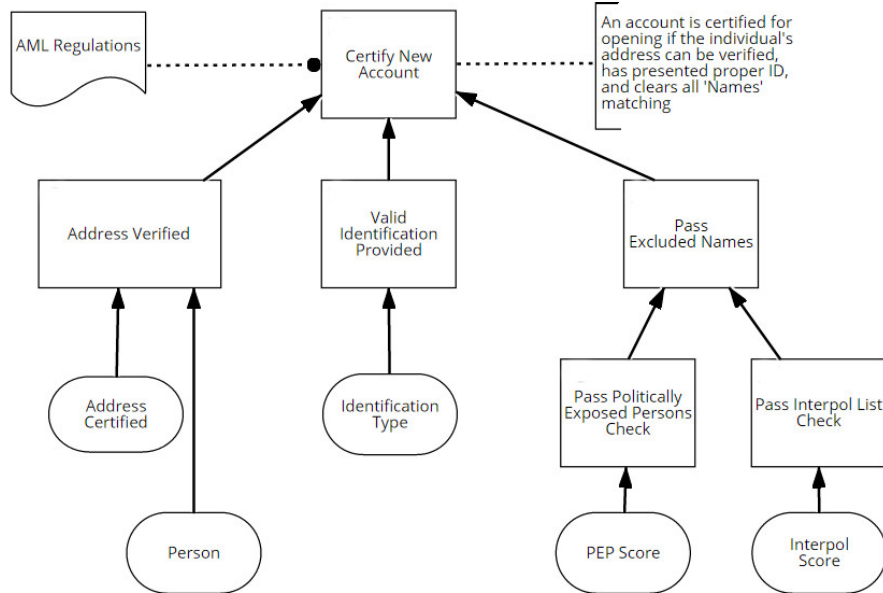 AML Regulations
Certify New
Account
An account is certified for
opening if the individual's
address can be verified,
has presented proper ID,
and clears all 'Names'
matching
Address Verified
Valid
Identification
Provided
Pass
Excluded Names
Address
Certified
Identification
Type
Pass Politically
Exposed Persons
Check
Pass Interpol List
Check
Person
PEP Score
Interpol
Score